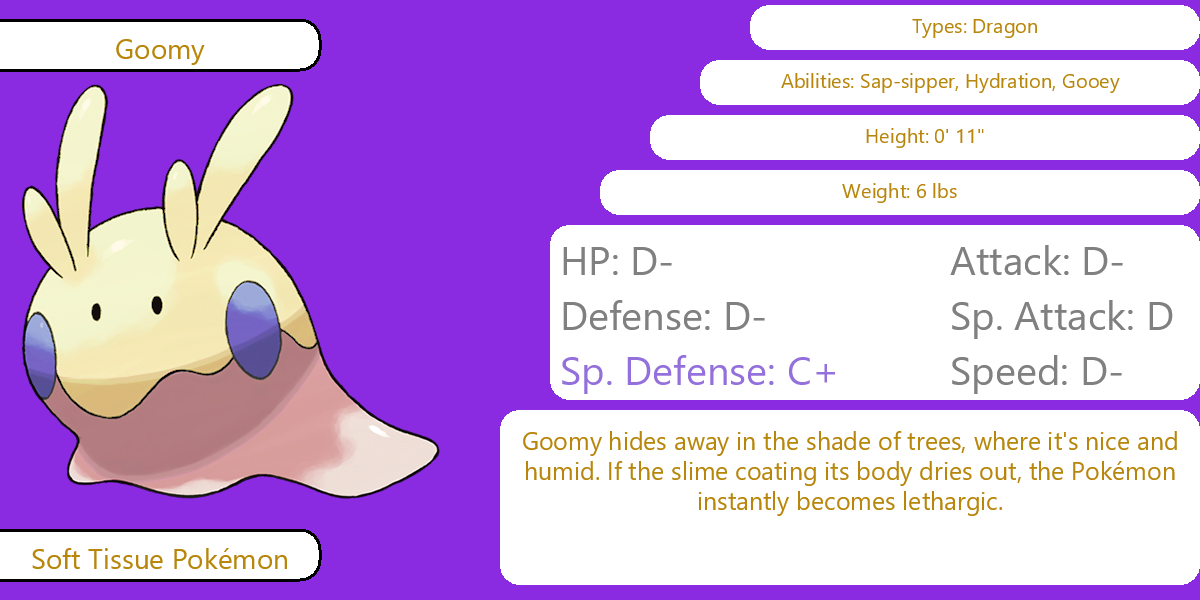 Goomy
Types: Dragon
Abilities: Sap-sipper, Hydration, Gooey
Height: 0' 11"
Weight: 6 lbs
HP: D-
Attack: D-
Defense: D-
Sp. Attack: D
Sp. Defense: C+
Speed: D-
Goomy hides away in the shade of trees, where it's nice and
humid. If the slime coating its body dries out, the Pokémon
instantly becomes lethargic.
Soft Tissue Pokémon